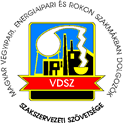 MAGYAR VEGYIPARI, ENERGIAIPARI ÉS ROKON SZAKMÁKBAN DOLGOZÓK
VDSZ
SZAKSZERVEZETI SZÖVETSÉGE